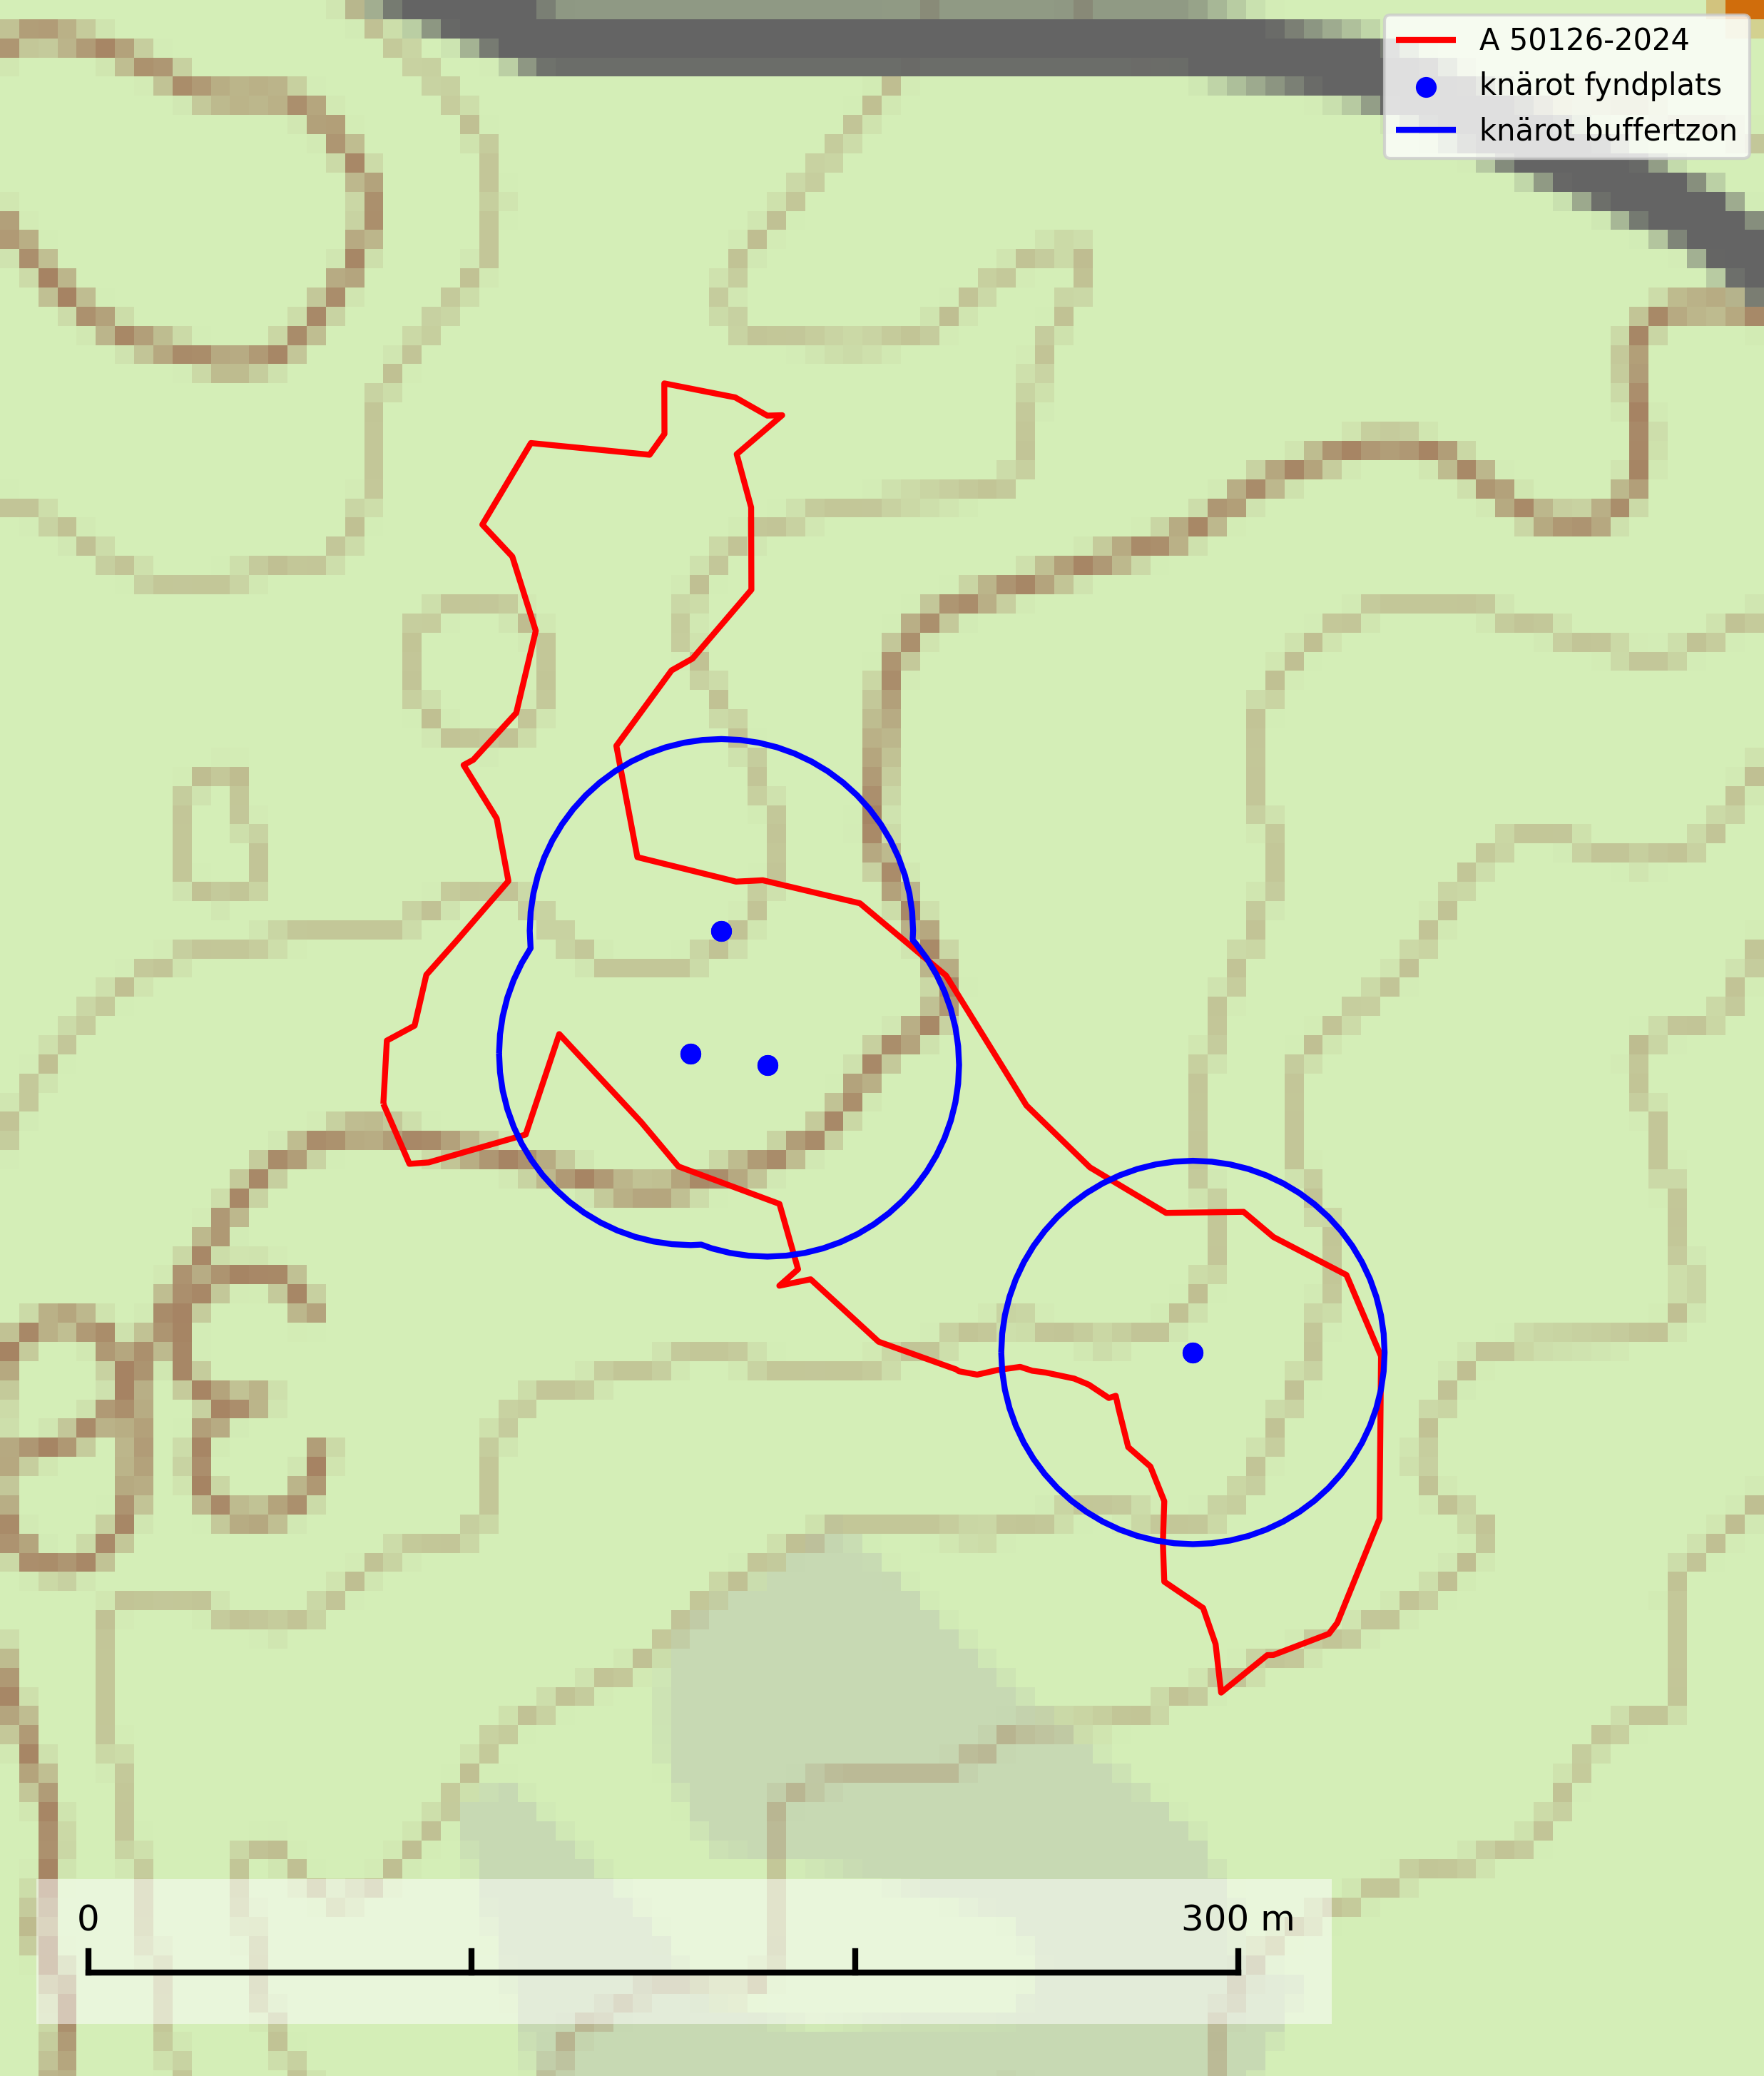 A 50126-2024
knärot fyndplats
knärot buffertzon
0 300 m